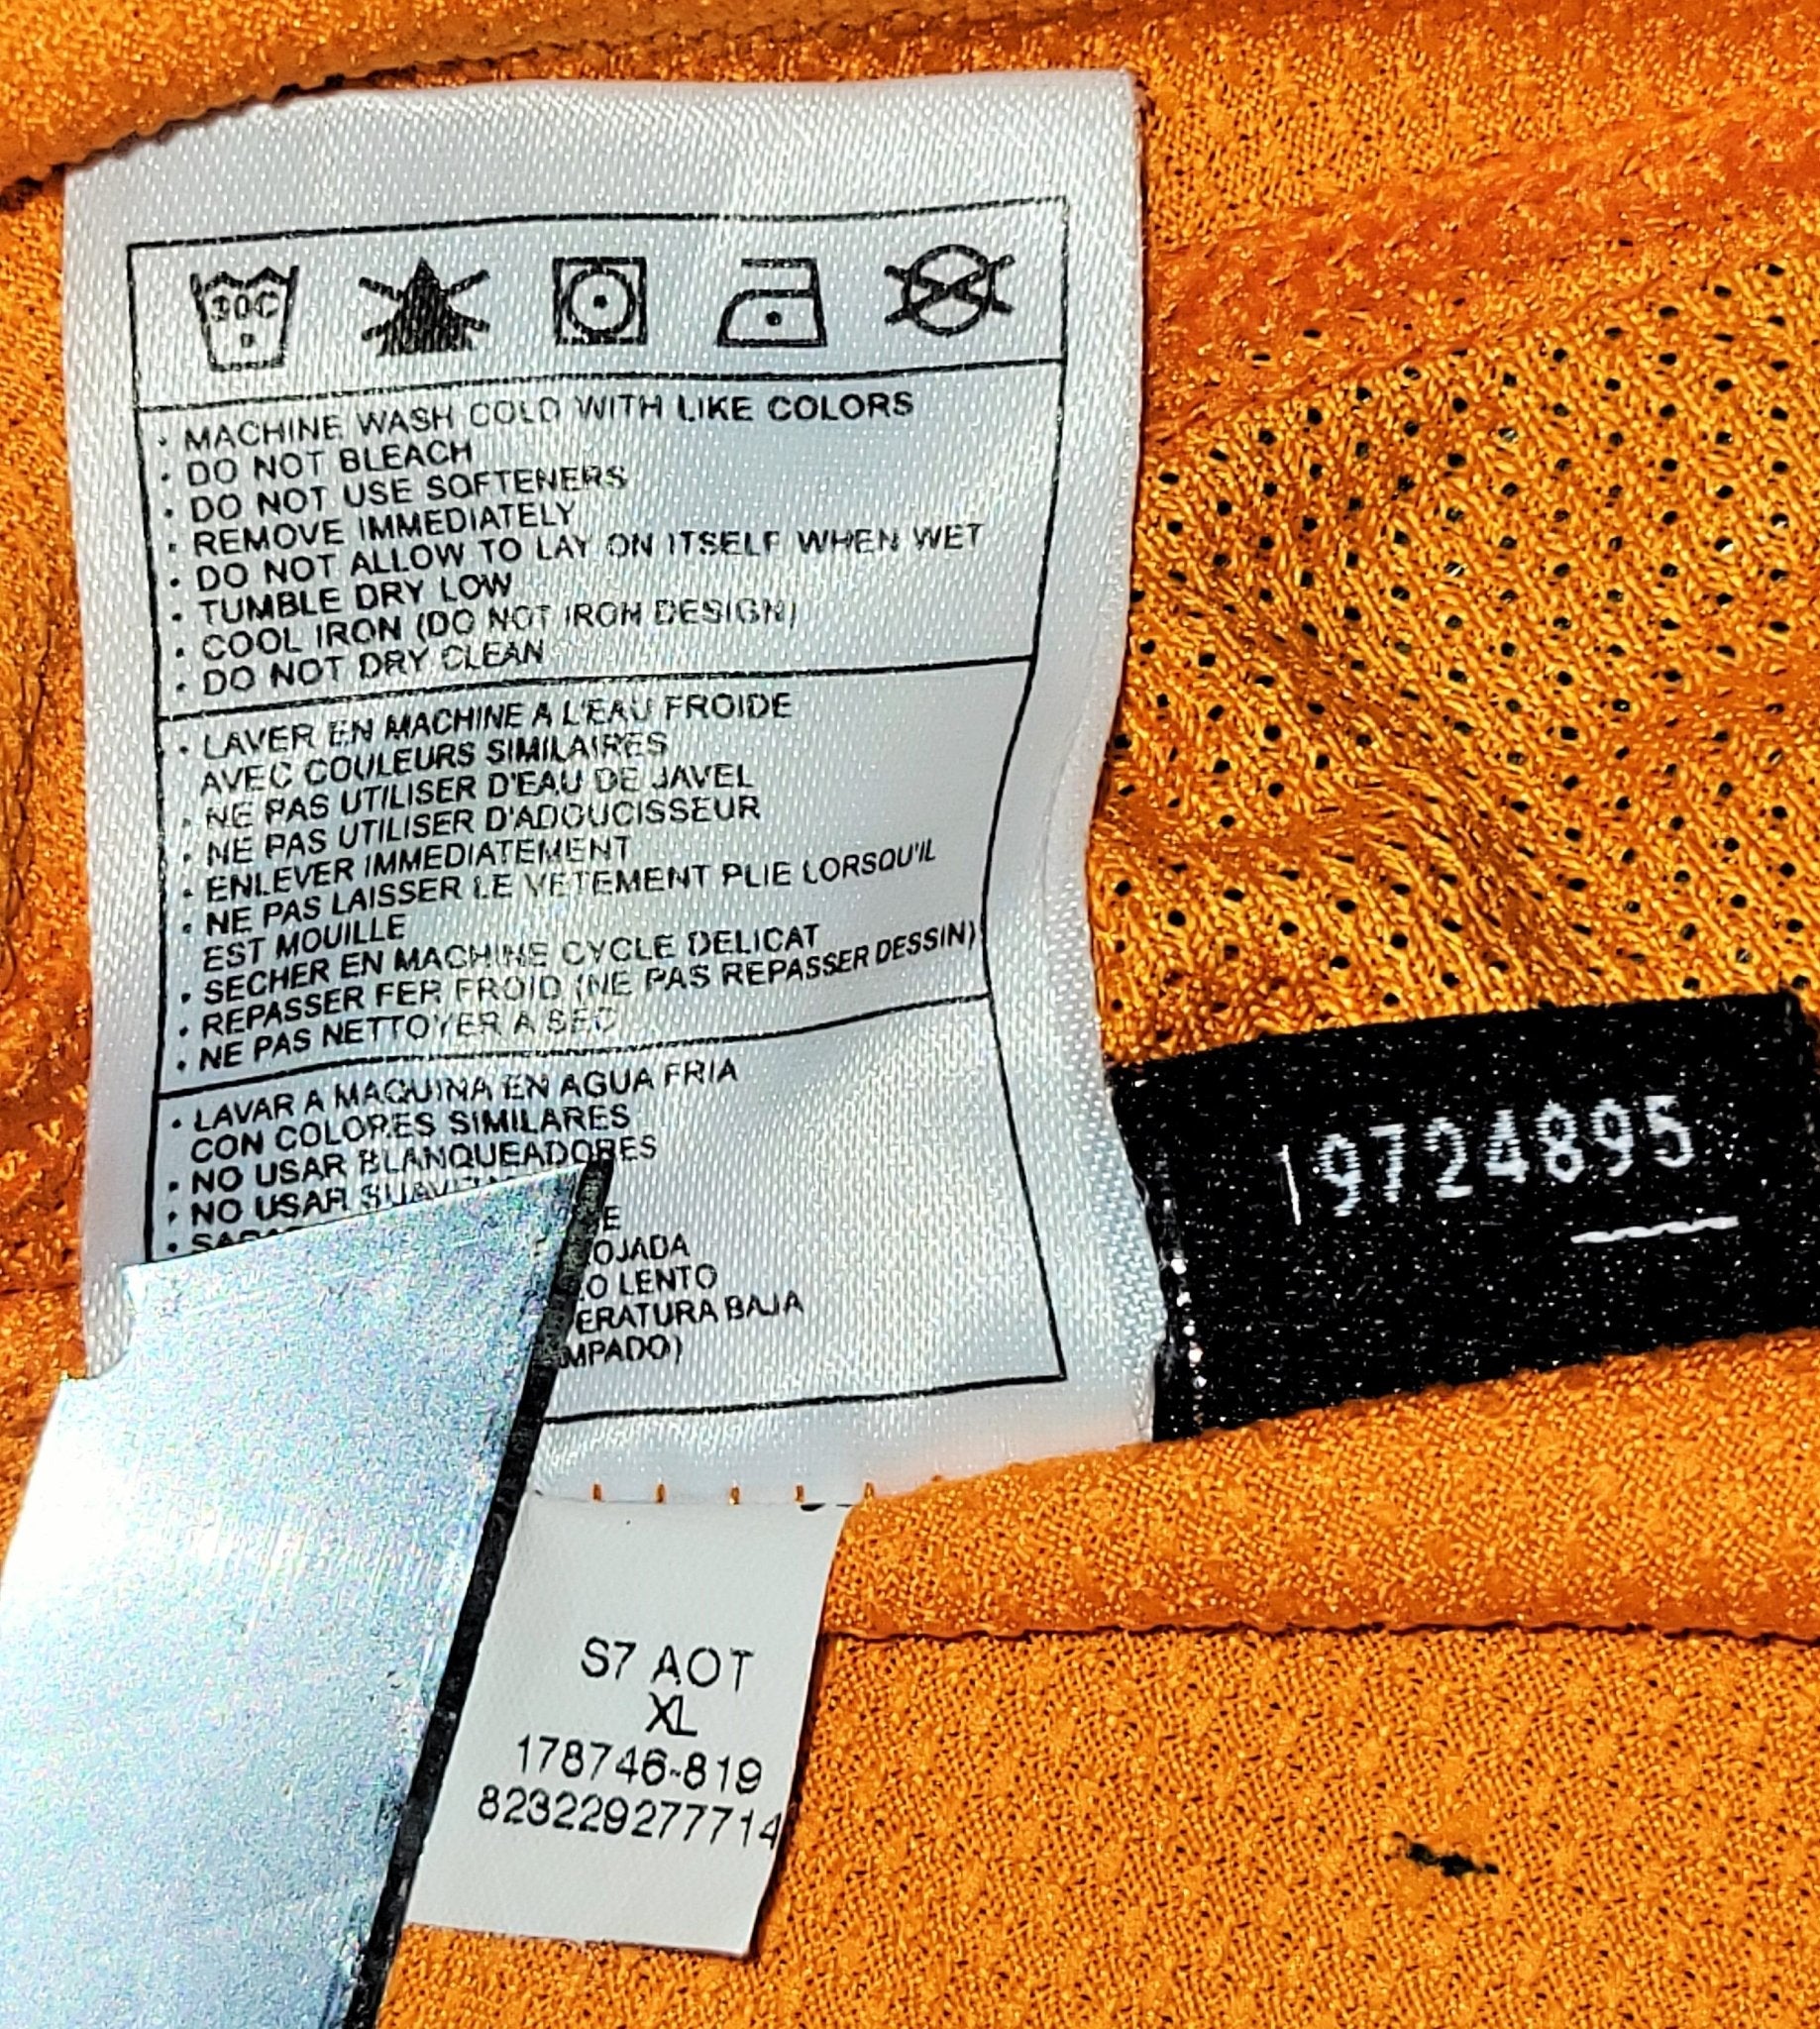 30C
· MACHINE WASH COLD WITH LIKE COLORS
· DO NOT BLEACH
· DO NOT USE SOFTENERS
· REMOVE IMMEDIATELY
· DO NOT ALLOW TO LAY ON ITSELF WHEN WET
· TUMBLE DRY LOW
· COOL IRON (DO NOT IRON DESIGN)
· DO NOT DRY CLEAN
· LAVER EN MACHINE A L'EAU FROIDE
AVEC COULEURS SIMILAIRES
· NE PAS UTILISER D'EAU DE JAVEL
· NE PAS UTILISER D'ADOUCISSEUR
· ENLEVER IMMEDIATEMENT
· NE PAS LAISSER LE VETEMENT PLIE LORSQU'IL
EST MOUILLE
· SECHER EN MACHINE CYCLE DELICAT
· REPASSER FER FROID (NE PAS REPASSER DESSIN)
· NE PAS NETTOYER A SEC
· LAVAR A MAQUINA EN AGUA FRIA
CON COLORES SIMILARES
· NO USAR BLANQUEADORES
· NO USAR
E
OJADA
O LENTO
ERATURA BAJA
MPADO)
19724895
S7 AOT
XL
178746-819
823229277714